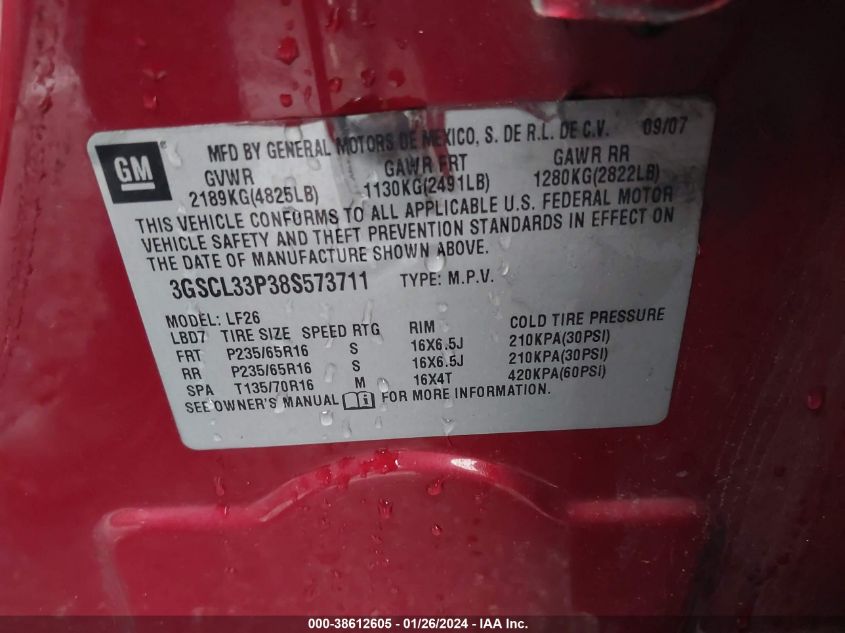 GM
MFD BY GENERAL MOTORS DE MEXICO, S. DE R.L. DE C.V. 09/07
GVWR GAWR FRT GAWR RR
2189KG(4825LB) 1130KG(2491LB) 1280KG(2822LB)
THIS VEHICLE CONFORMS TO ALL APPLICABLE U.S. FEDERAL MOTOR
VEHICLE SAFETY AND THEFT PREVENTION STANDARDS IN EFFECT ON
THE DATE OF MANUFACTURE SHOWN ABOVE.
3GSCL33P38S573711 TYPE: M.P.V.
MODEL: LF26
LBD7 TIRE SIZE SPEED RTG RIM COLD TIRE PRESSURE
FRT P235/65R16 S 16X6.5J 210KPA(30PSI)
RR P235/65R16 S 16X6.5J 210KPA(30PSI)
SPA T135/70R16 M 16X4T 420KPA(60PSI)
SEE OWNER'S MANUAL FOR MORE INFORMATION.
000-38612605 - 01/26/2024 - IAA Inc.